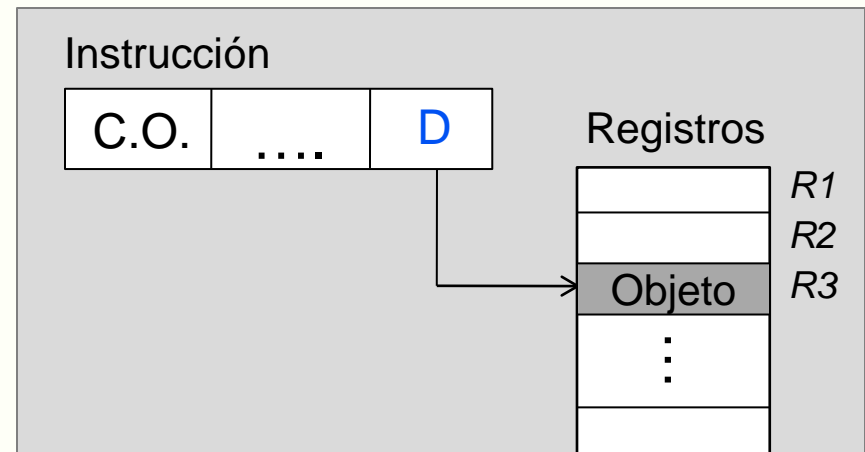 Instrucción
C.O. .... D
Registros
R1
R2
Objeto R3
⋮